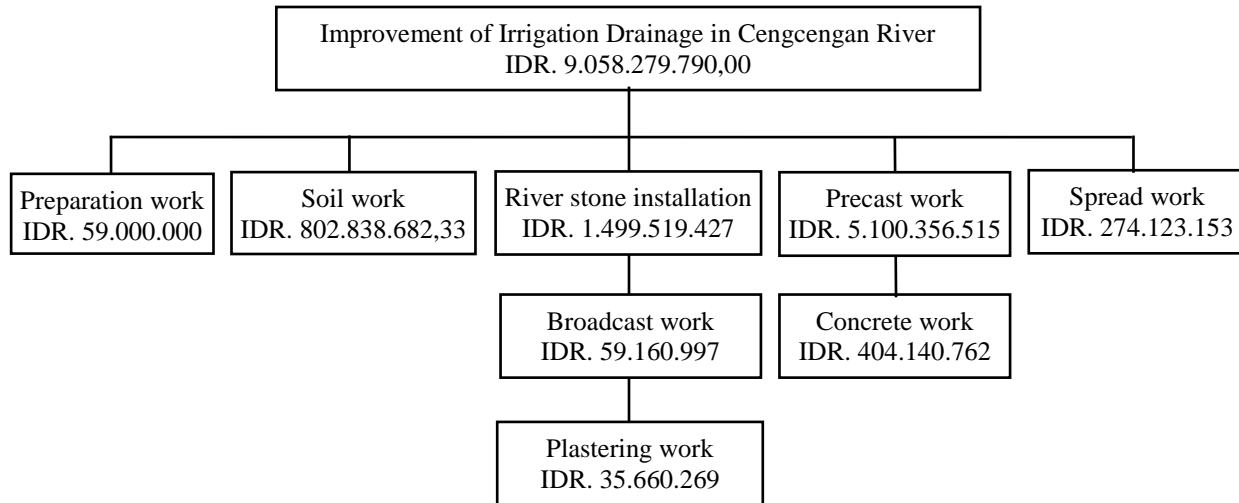 Improvement of Irrigation Drainage in Cengcengan River
IDR. 9.058.279.790,00
Preparation work
IDR. 59.000.000
Soil work
IDR. 802.838.682,33
River stone installation
IDR. 1.499.519.427
Precast work
IDR. 5.100.356.515
Spread work
IDR. 274.123.153
Broadcast work
IDR. 59.160.997
Concrete work
IDR. 404.140.762
Plastering work
IDR. 35.660.269